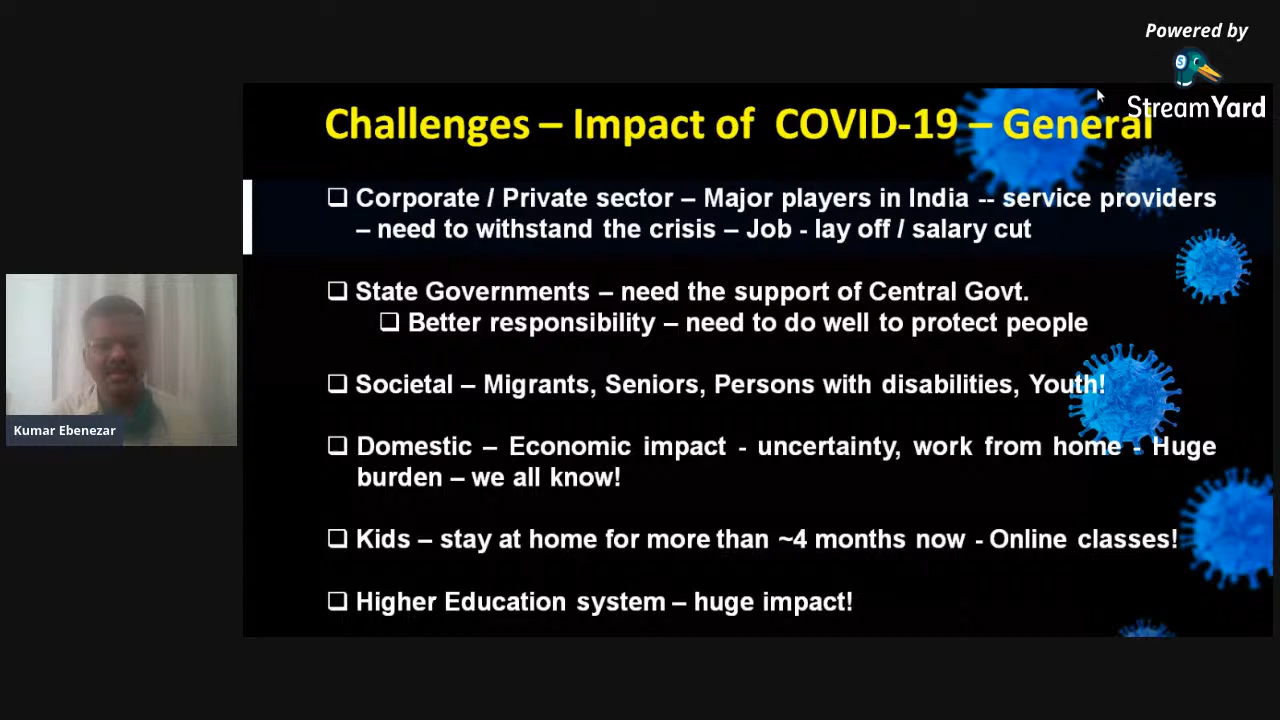 Powered by
StreamYard
Challenges – Impact of COVID-19 – General
❑ Corporate / Private sector – Major players in India -- service providers
– need to withstand the crisis – Job - lay off / salary cut
❑ State Governments – need the support of Central Govt.
❑ Better responsibility – need to do well to protect people
❑ Societal – Migrants, Seniors, Persons with disabilities, Youth!
❑ Domestic – Economic impact - uncertainty, work from home - Huge
burden – we all know!
❑ Kids – stay at home for more than ~4 months now - Online classes!
❑ Higher Education system – huge impact!
Kumar Ebenezar